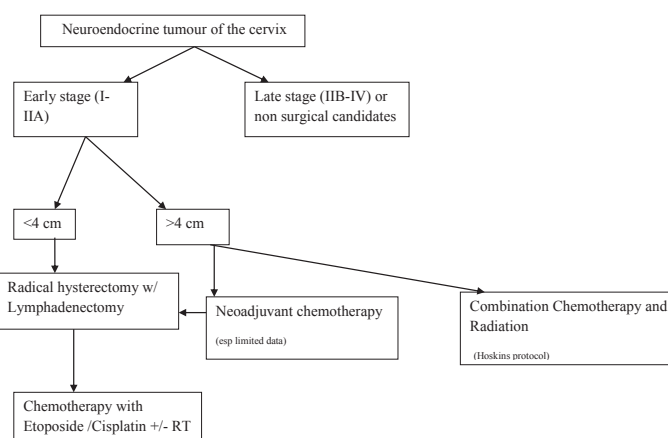 Neuroendocrine tumour of the cervix
Early stage (I-
IIA)
Late stage (IIB-IV) or
non surgical candidates
<4 cm
>4 cm
Radical hysterectomy w/
Lymphadenectomy
Neoadjuvant chemotherapy
(esp limited data)
Combination Chemotherapy and
Radiation
(Hoskins protocol)
Chemotherapy with
Etoposide /Cisplatin +/- RT